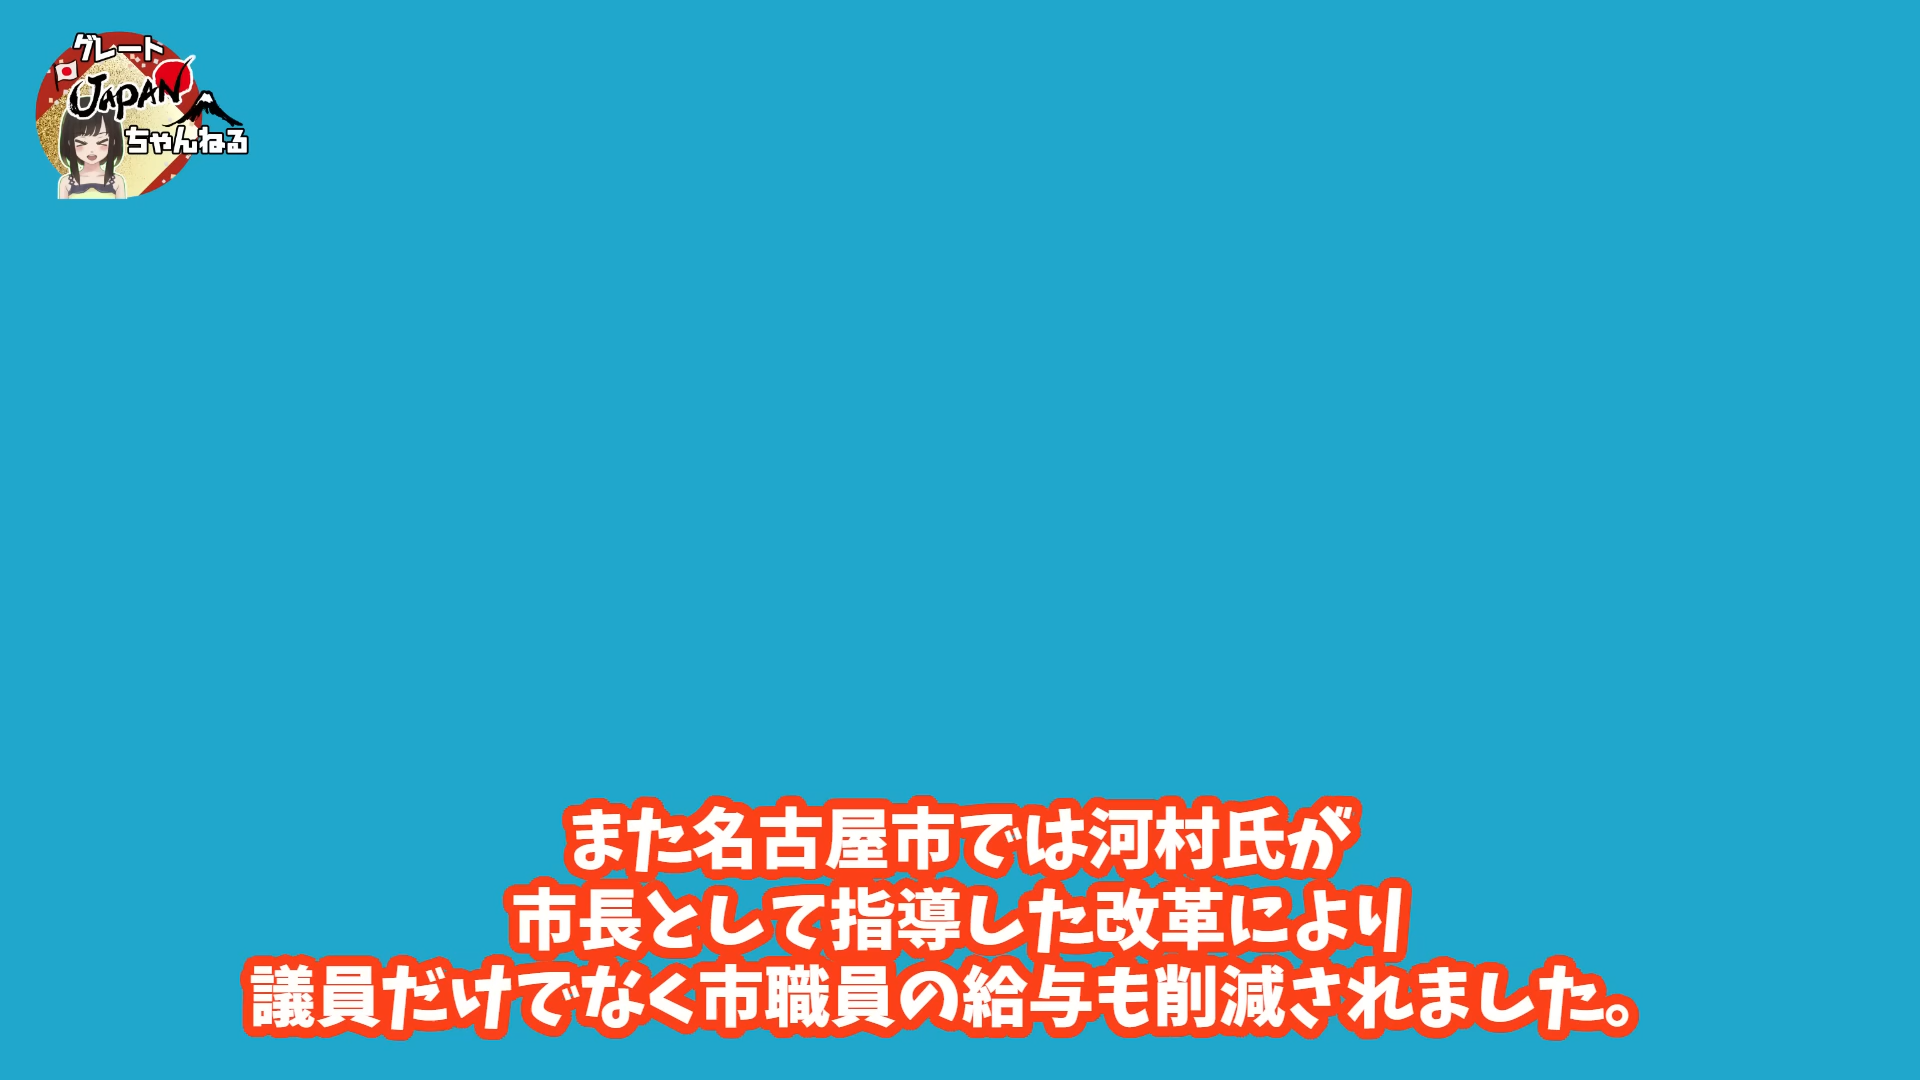 グレート
JAPAN
ちゃんねる
また名古屋市では河村氏が
市長として指導した改革により
議員だけでなく市職員の給与も削減されました。